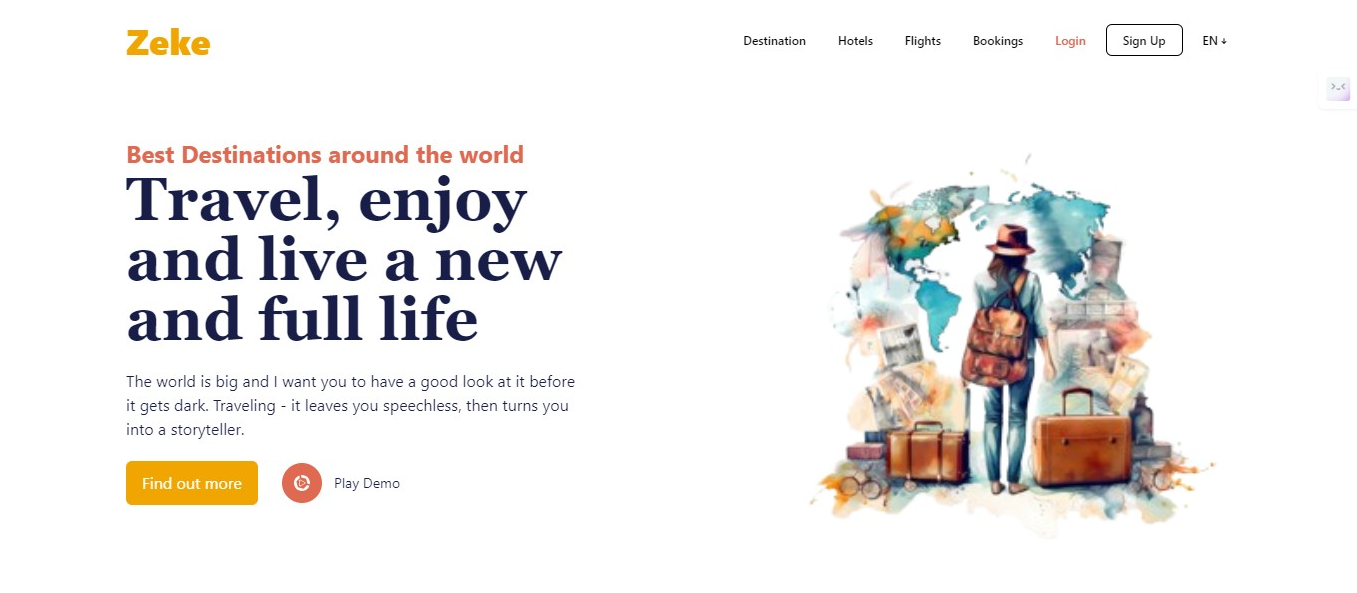 Zeke
Destination Hotels Flights Bookings Login Sign Up EN ↓
Best Destinations around the world
Travel, enjoy
and live a new
and full life
The world is big and I want you to have a good look at it before
it gets dark. Traveling - it leaves you speechless, then turns you
into a storyteller.
Find out more Play Demo